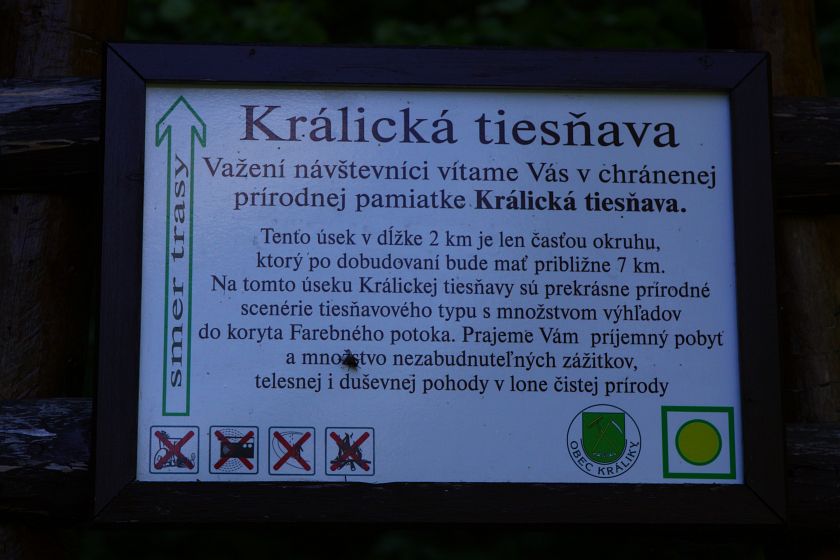 Králická tiesňava
Važení návštevníci vítame Vás v chránenej
prírodnej pamiatke Králická tiesňava.
Tento úsek v dĺžke 2 km je len časťou okruhu,
ktorý po dobudovaní bude mať približne 7 km.
Na tomto úseku Králickej tiesňavy sú prekrásne prírodné
scenérie tiesňavového typu s množstvom výhľadov
do koryta Farebného potoka. Prajeme Vám príjemný pobyt
a množstvo nezabudnuteľných zážitkov,
telesnej i duševnej pohody v lone čistej prírody
smer trasy
OBEC KRÁLIKY